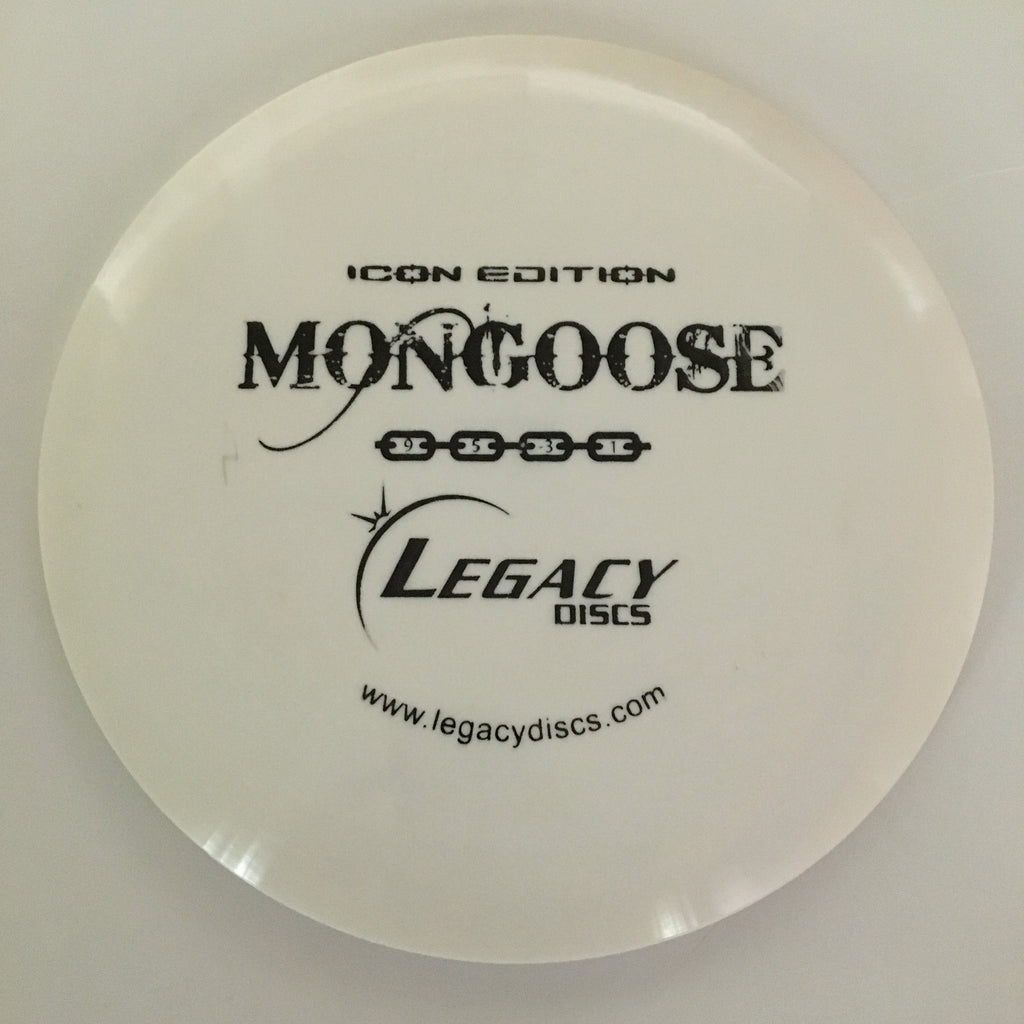 ICON EDITION
MONGOOSE
9 5 -3 1
LEGACY
DISCS
www.legacydiscs.com